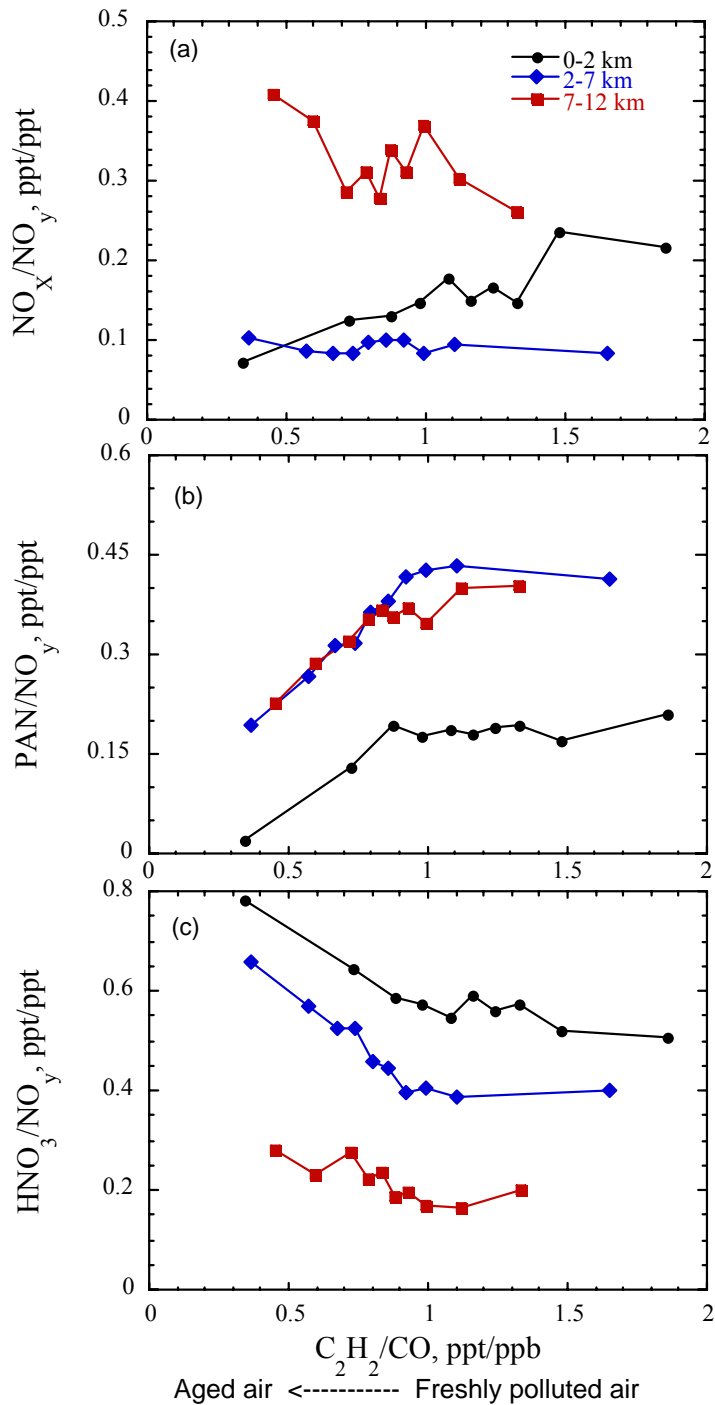 (a)
0-2 km
2-7 km
7-12 km
NOX/NOy, ppt/ppt
0.5
0.4
0.3
0.2
0.1
0
0 0.5 1 1.5 2
(b)
PAN/NOy, ppt/ppt
0.6
0.45
0.3
0.15
0
0 0.5 1 1.5 2
(c)
HNO3/NOy, ppt/ppt
0.8
0.6
0.4
0.2
0
0 0.5 1 1.5 2
C2H2/CO, ppt/ppb
Aged air <---------- Freshly polluted air